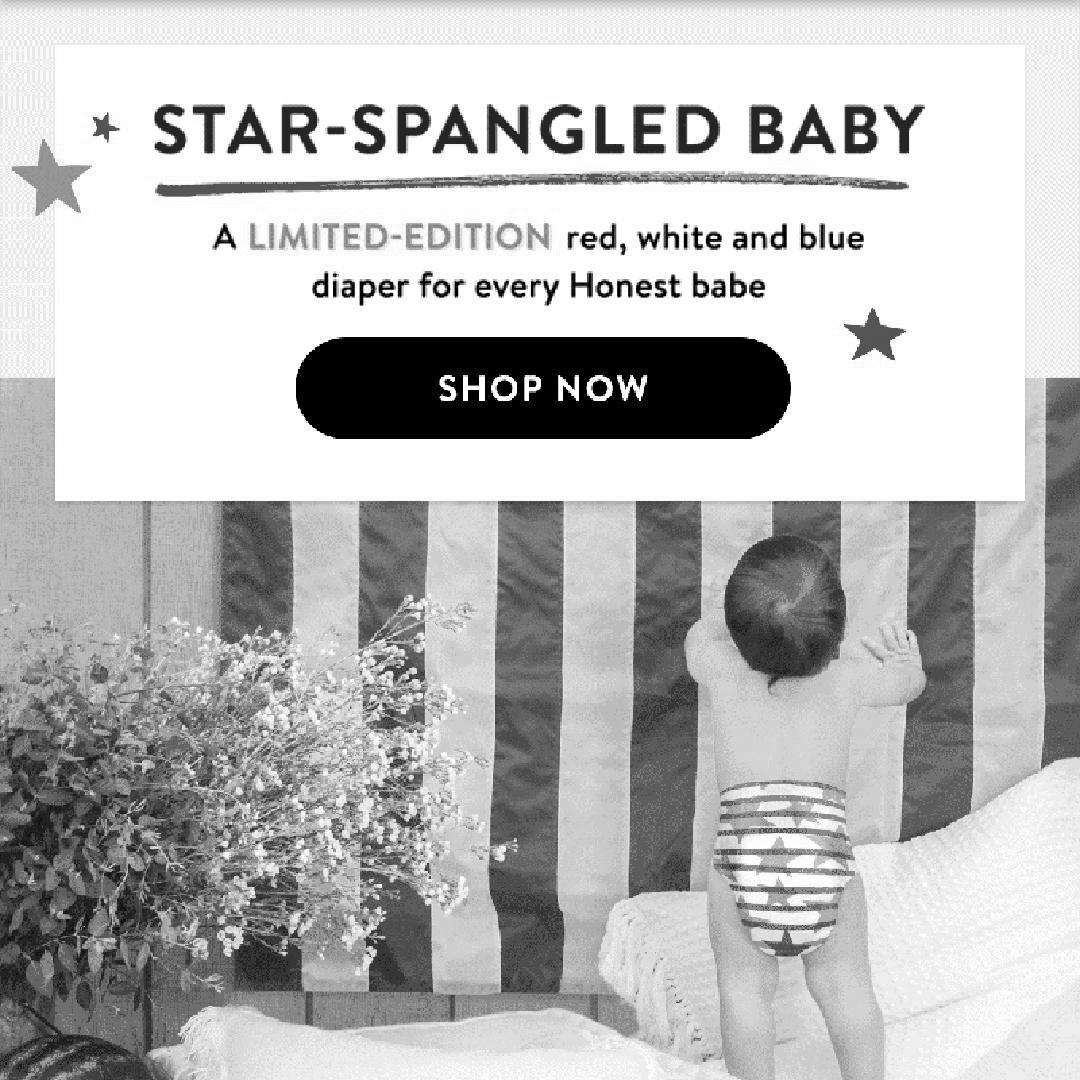 STAR-SPANGLED BABY
A LIMITED-EDITION red, white and blue
diaper for every Honest babe
SHOP NOW